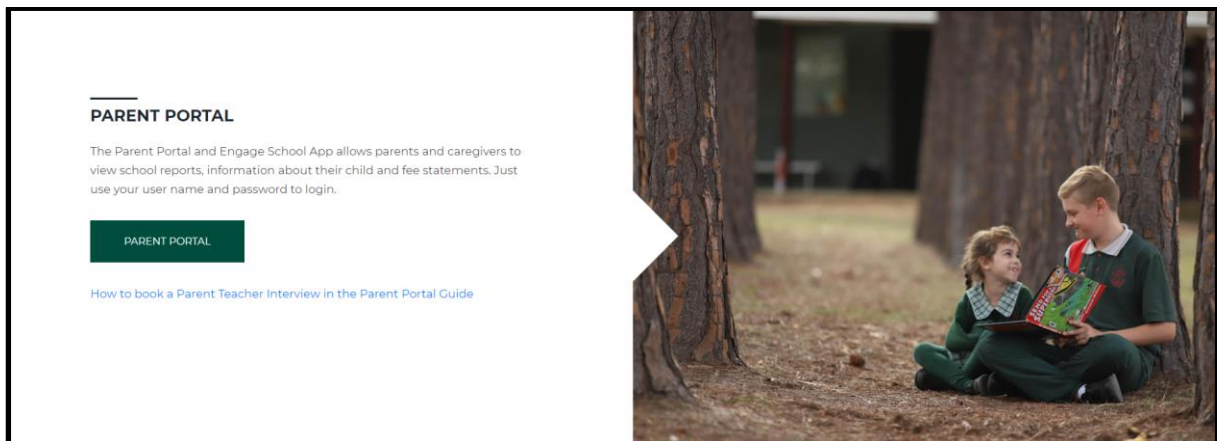 PARENT PORTAL
The Parent Portal and Engage School App allows parents and caregivers to
view school reports, information about their child and fee statements. Just
use your user name and password to login.
PARENT PORTAL
How to book a Parent Teacher Interview in the Parent Portal Guide